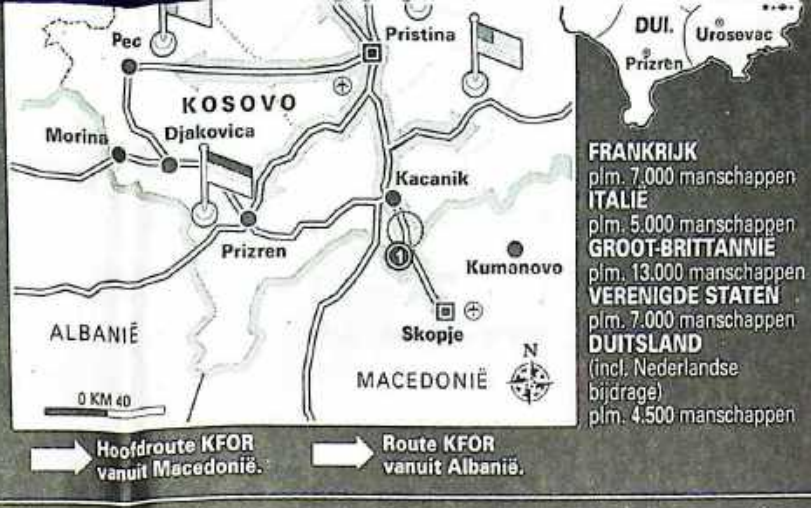 Pec
Pristina
KOSOVO
Morina
Djakovica
Kacanik
Prizren
1
Kumanovo
Skopje
ALBANIË
MACEDONIË
N
0 KM 40
DUI.
Urosevac
Prizren
FRANKRIJK
plm. 7.000 manschappen
ITALIË
plm. 5.000 manschappen
GROOT-BRITTANNIË
plm. 13.000 manschappen
VERENIGDE STATEN
plm. 7.000 manschappen
DUITSLAND
(incl. Nederlandse
bijdrage)
plm. 4.500 manschappen
Hoofdroute KFOR
vanuit Macedonië.
Route KFOR
vanuit Albanië.